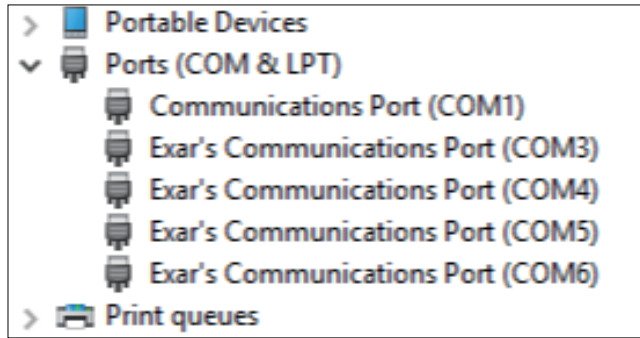 Portable Devices
Ports (COM & LPT)
Communications Port (COM1)
Exar's Communications Port (COM3)
Exar's Communications Port (COM4)
Exar's Communications Port (COM5)
Exar's Communications Port (COM6)
Print queues